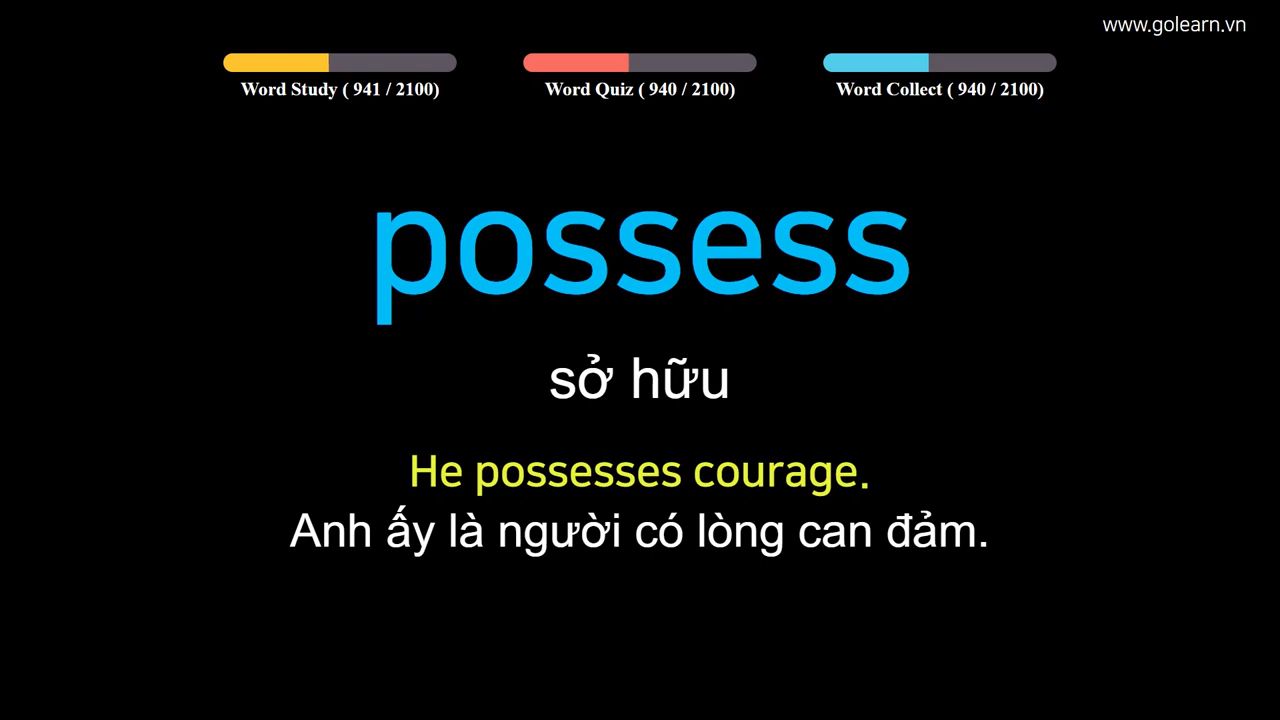 www.golearn.vn
Word Study ( 941 / 2100)
Word Quiz ( 940 / 2100)
Word Collect ( 940 / 2100)
possess
sở hữu
He possesses courage.
Anh ấy là người có lòng can đảm.